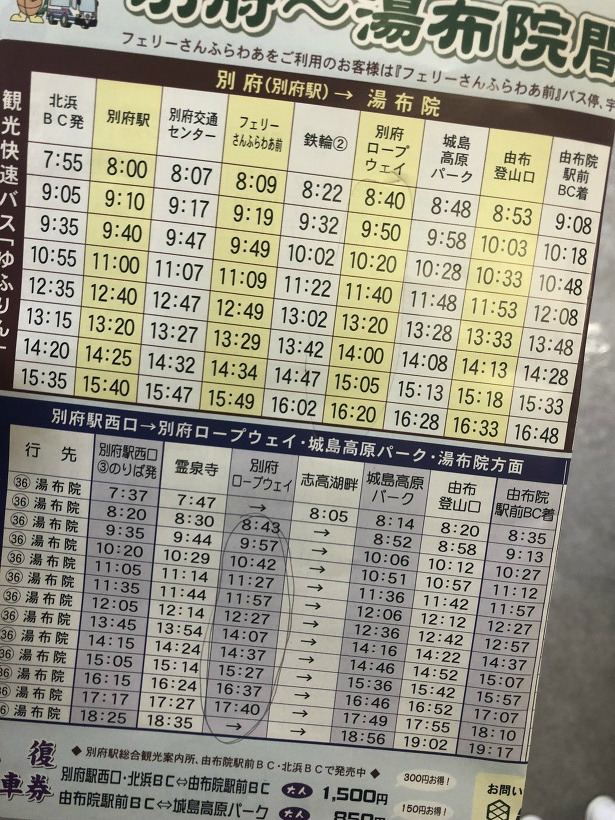 別府〜湯布院間
フェリーさんふらわあをご利用のお客様は『フェリーさんふらわあ前』バス停、
観光快速バス「ゆふりん」
別府(別府駅)→ 湯布院
北浜BC発 別府駅 別府交通センター フェリーさんふらわあ前 鉄輪② 別府ロープウェイ 城島高原パーク 由布登山口 由布院駅前BC着
7:55 8:00 8:07 8:09 8:22 8:40 8:48 8:53 9:08
9:05 9:10 9:17 9:19 9:32 9:50 9:58 10:03 10:18
9:35 9:40 9:47 9:49 10:02 10:20 10:28 10:33 10:48
10:55 11:00 11:07 11:09 11:22 11:40 11:48 11:53 12:08
12:35 12:40 12:47 12:49 13:02 13:20 13:28 13:33 13:48
13:15 13:20 13:27 13:29 13:42 14:00 14:08 14:13 14:28
14:20 14:25 14:32 14:34 14:47 15:05 15:13 15:18 15:33
15:35 15:40 15:47 15:49 16:02 16:20 16:28 16:33 16:48
別府駅西口→別府ロープウェイ・城島高原パーク・湯布院方面
行先 別府駅西口③のりば発 霊泉寺 別府ロープウェイ 志高湖畔 城島高原パーク 由布登山口 由布院駅前BC着
㊱ 湯布院 7:37 7:47 → 8:05 8:14 8:20 8:35
㊱ 湯布院 8:20 8:30 8:43 → 8:52 8:58 9:13
㊱ 湯布院 9:35 9:44 9:57 → 10:06 10:12 10:27
㊱ 湯布院 10:20 10:29 10:42 → 10:51 10:57 11:12
㊱ 湯布院 11:05 11:14 11:27 → 11:36 11:42 11:57
㊱ 湯布院 11:35 11:44 11:57 → 12:06 12:12 12:27
㊱ 湯布院 12:05 12:14 12:27 → 12:36 12:42 12:57
㊱ 湯布院 13:45 13:54 14:07 → 14:16 14:22 14:37
㊱ 湯布院 14:15 14:24 14:37 → 14:46 14:52 15:07
㊱ 湯布院 15:05 15:14 15:27 → 15:36 15:42 15:57
㊱ 湯布院 16:15 16:24 16:37 → 16:46 16:52 17:07
㊱ 湯布院 17:17 17:27 17:40 → 17:49 17:55 18:10
㊱ 湯布院 18:25 18:35 → → 18:56 19:02 19:17
◆ 別府駅総合観光案内所、由布院駅前BC・北浜BCで発売中 ◆
復
車券
別府駅西口・北浜BC⇔由布院駅前BC 大人 1,500円 300円お得!
由布院駅前BC⇔城島高原パーク 大人 850円 150円お得!
お問い